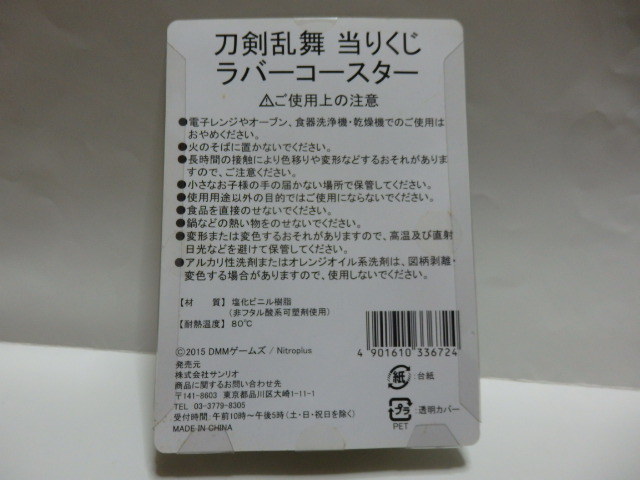 刀剣乱舞 当りくじ
ラバーコースター
⚠ご使用上の注意
●電子レンジやオーブン、食器洗浄機・乾燥機でのご使用は
おやめください。
●火のそばに置かないでください。
●長時間の接触により色移りや変形などするおそれがありま
すので、ご注意ください。
●小さなお子様の手の届かない場所で保管してください。
●使用用途以外の目的ではご使用にならないでください。
●食品を直接のせないでください。
●鍋などの熱い物をのせないでください。
●変形または変色するおそれがありますので、高温及び直射
日光などを避けて保管してください。
●アルカリ性洗剤またはオレンジオイル系洗剤は、図柄剥離・
変色する場合がありますので、使用しないでください。
【材　質】 塩化ビニル樹脂
(非フタル酸系可塑剤使用)
【耐熱温度】 80℃
©2015 DMMゲームズ / Nitroplus
発売元
株式会社サンリオ
商品に関するお問い合わせ先
〒141-8603 東京都品川区大崎1-11-1
TEL 03-3779-8305
受付時間:午前10時～午後5時(土・日・祝日を除く)
MADE IN CHINA
4 901610 336724
紙 :台紙
プラ :透明カバー
PET